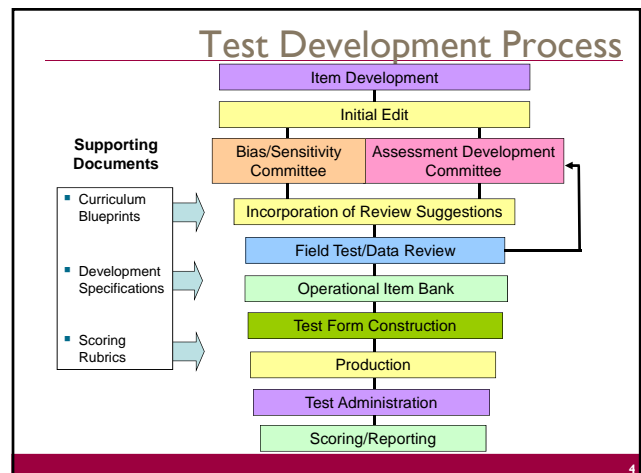 Test Development Process
Item Development
Initial Edit
Supporting
Documents
Bias/Sensitivity
Committee
Assessment Development
Committee
▪ Curriculum
Blueprints
Incorporation of Review Suggestions
Field Test/Data Review
▪ Development
Specifications
Operational Item Bank
Test Form Construction
▪ Scoring
Rubrics
Production
Test Administration
Scoring/Reporting
4